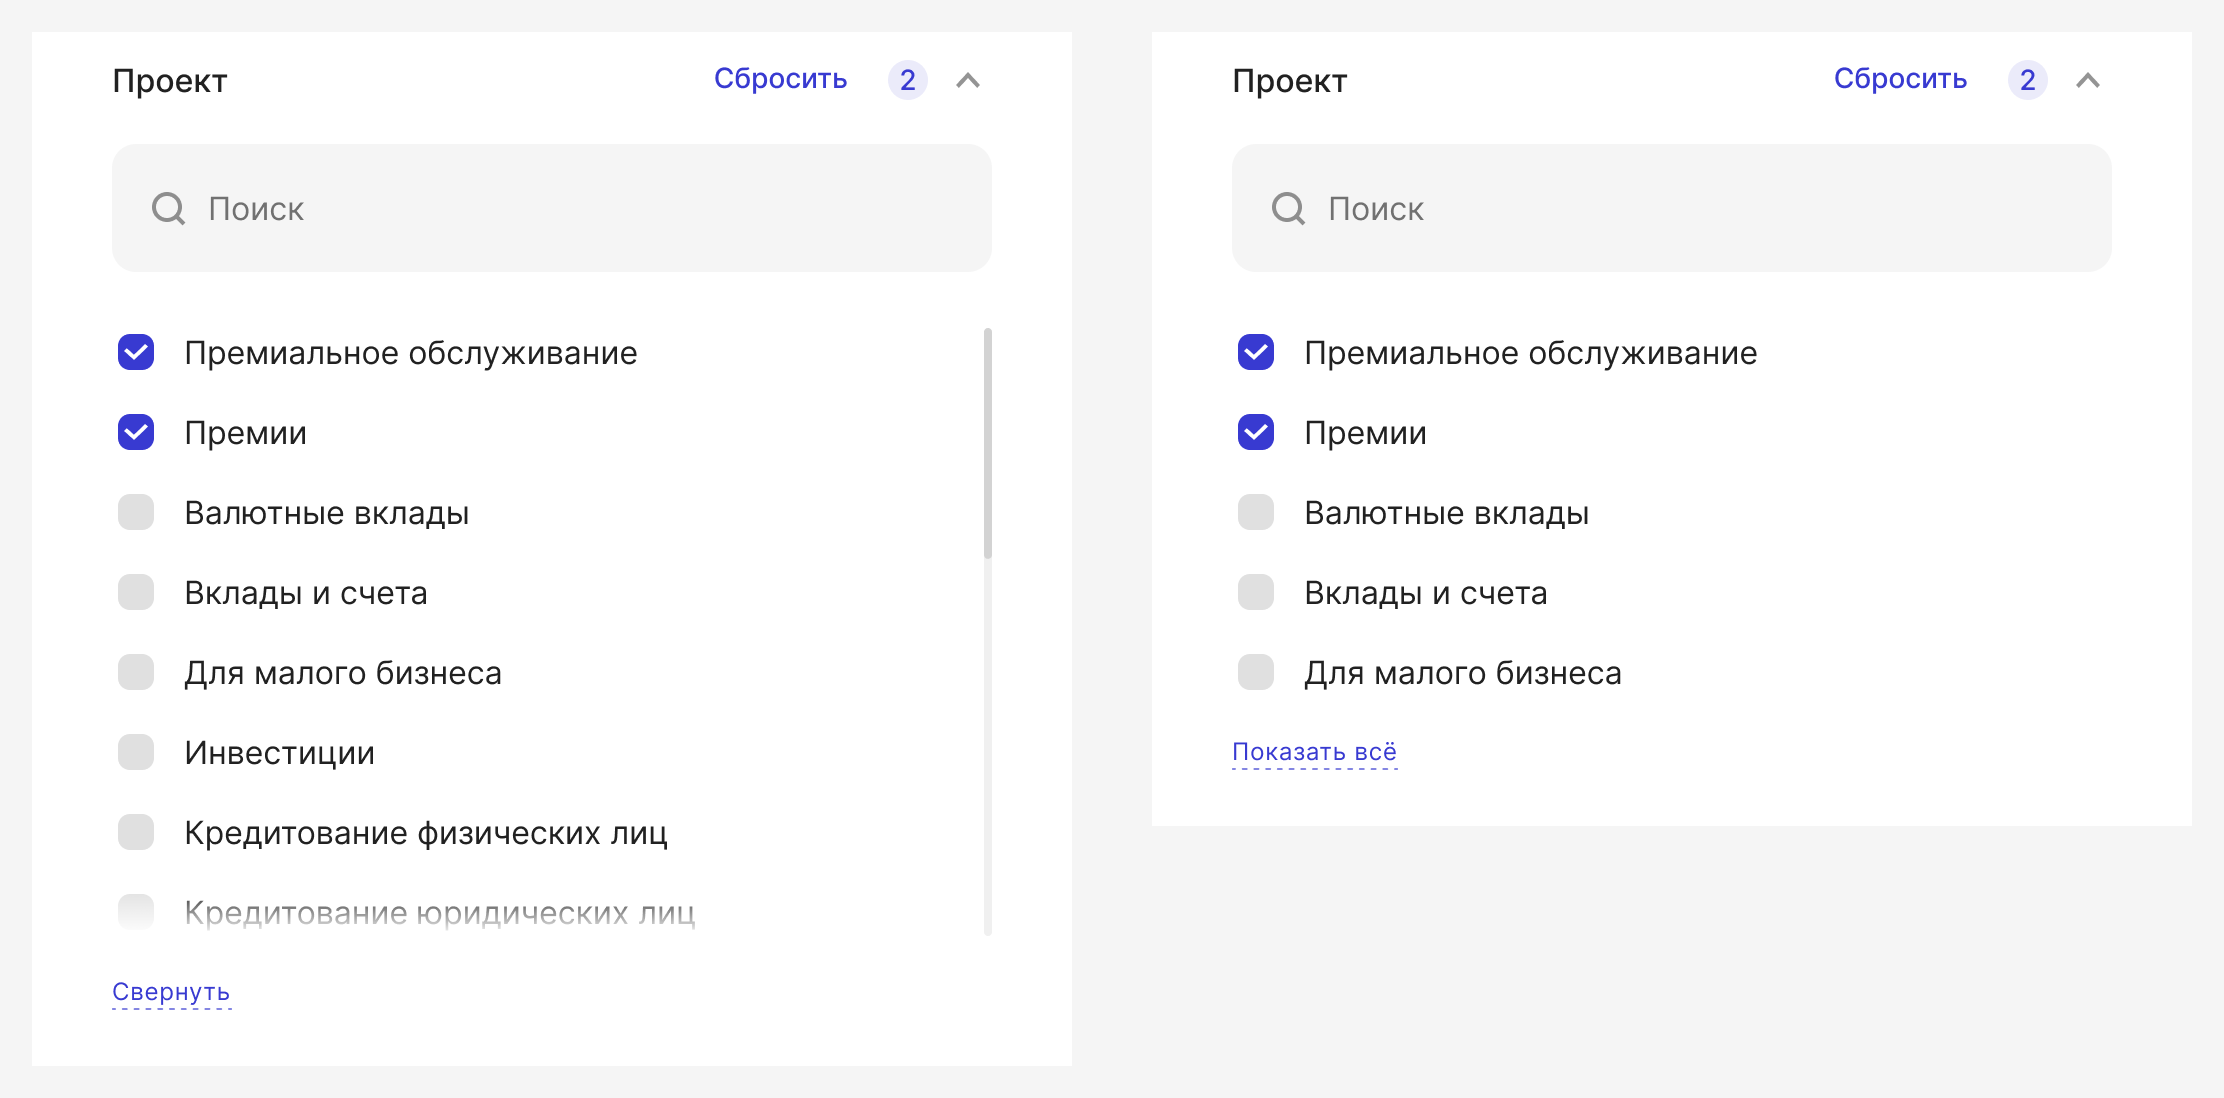 Проект
Сбросить 2
Поиск
Премиальное обслуживание
Премии
Валютные вклады
Вклады и счета
Для малого бизнеса
Инвестиции
Кредитование физических лиц
Кредитование юридических лиц
Свернуть
Проект
Сбросить 2
Поиск
Премиальное обслуживание
Премии
Валютные вклады
Вклады и счета
Для малого бизнеса
Показать всё